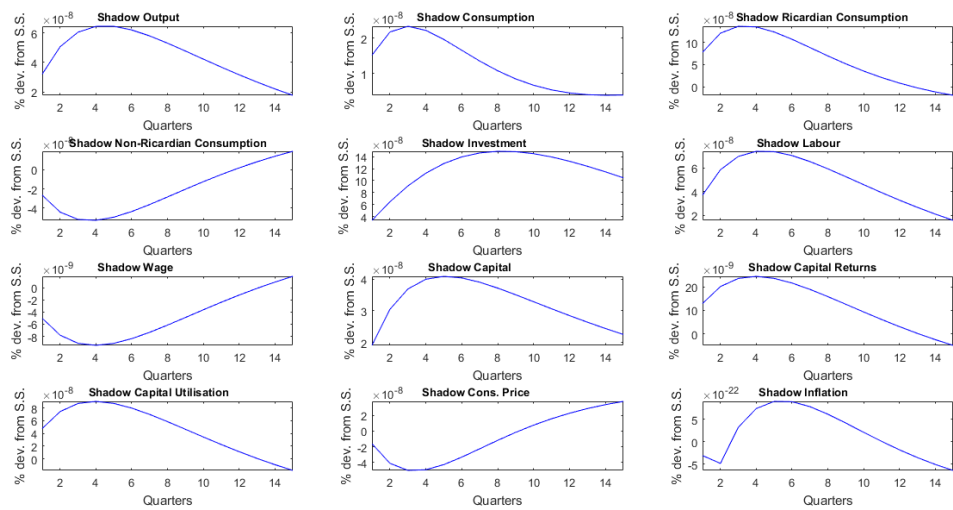 ×10⁻⁸ Shadow Output
% dev. from S.S.
6
4
2
2 4 6 8 10 12 14
Quarters
×10⁻⁸ Shadow Consumption
% dev. from S.S.
2
1
2 4 6 8 10 12 14
Quarters
×10⁻⁸ Shadow Ricardian Consumption
% dev. from S.S.
10
5
0
2 4 6 8 10 12 14
Quarters
Shadow Non-Ricardian Consumption
% dev. from S.S.
0
-2
-4
2 4 6 8 10 12 14
Quarters
×10⁻⁸ Shadow Investment
% dev. from S.S.
14
12
10
8
6
4
2 4 6 8 10 12 14
Quarters
×10⁻⁸ Shadow Labour
% dev. from S.S.
6
4
2
2 4 6 8 10 12 14
Quarters
×10⁻⁹ Shadow Wage
% dev. from S.S.
0
-2
-4
-6
-8
2 4 6 8 10 12 14
Quarters
×10⁻⁸ Shadow Capital
% dev. from S.S.
4
3
2
2 4 6 8 10 12 14
Quarters
×10⁻⁹ Shadow Capital Returns
% dev. from S.S.
20
10
0
2 4 6 8 10 12 14
Quarters
×10⁻⁸ Shadow Capital Utilisation
% dev. from S.S.
8
6
4
2
0
2 4 6 8 10 12 14
Quarters
×10⁻⁸ Shadow Cons. Price
% dev. from S.S.
2
0
-2
-4
2 4 6 8 10 12 14
Quarters
×10⁻²² Shadow Inflation
% dev. from S.S.
5
0
-5
2 4 6 8 10 12 14
Quarters